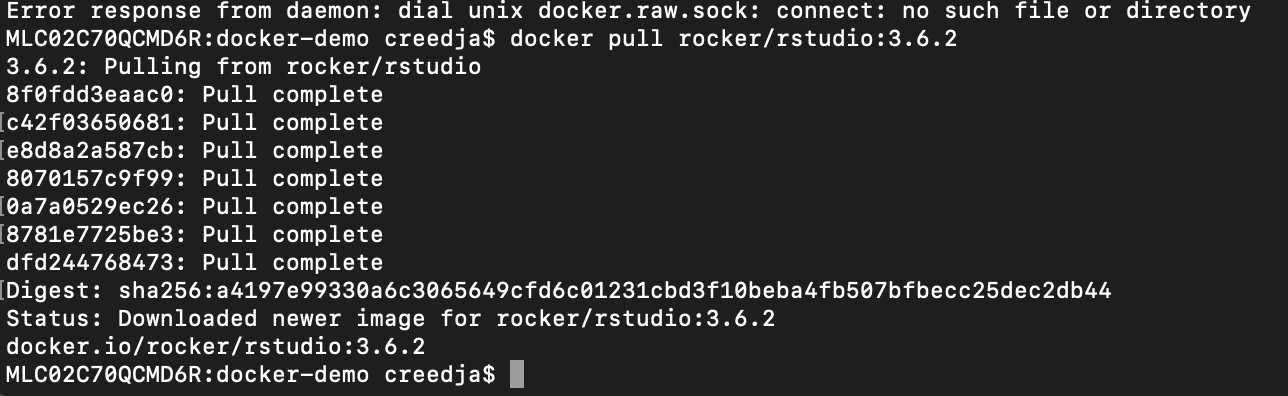 Error response from daemon: dial unix docker.raw.sock: connect: no such file or directory
MLC02C70QCMD6R:docker-demo creedja$ docker pull rocker/rstudio:3.6.2
3.6.2: Pulling from rocker/rstudio
8f0fdd3eaac0: Pull complete
[c42f03650681: Pull complete
[e8d8a2a587cb: Pull complete
8070157c9f99: Pull complete
[0a7a0529ec26: Pull complete
[8781e7725be3: Pull complete
dfd244768473: Pull complete
[Digest: sha256:a4197e99330a6c3065649cfd6c01231cbd3f10beba4fb507bfbecc25dec2db44
Status: Downloaded newer image for rocker/rstudio:3.6.2
docker.io/rocker/rstudio:3.6.2
MLC02C70QCMD6R:docker-demo creedja$